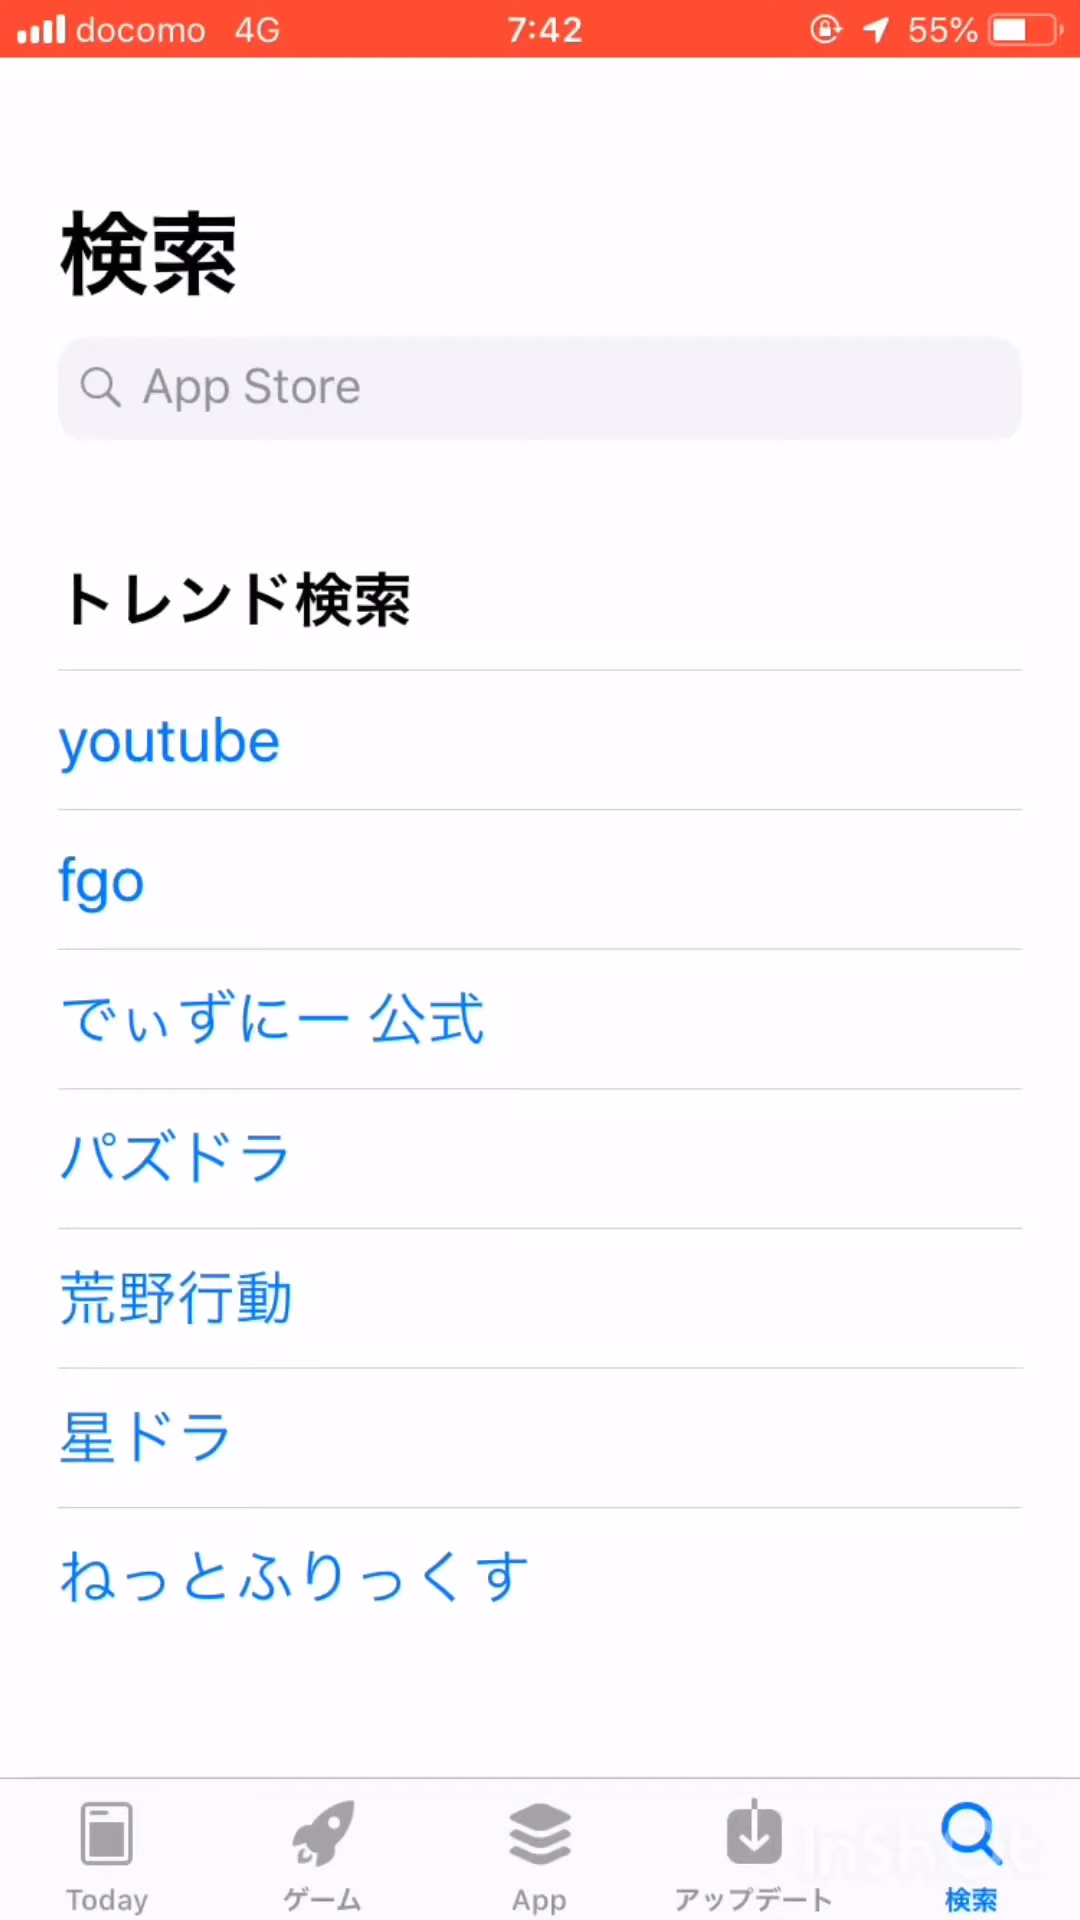 docomo 4G 7:42 55%
検索
App Store
トレンド検索
youtube
fgo
でぃずにー 公式
パズドラ
荒野行動
星ドラ
ねっとふりっくす
InShOt
Today ゲーム App アップデート 検索